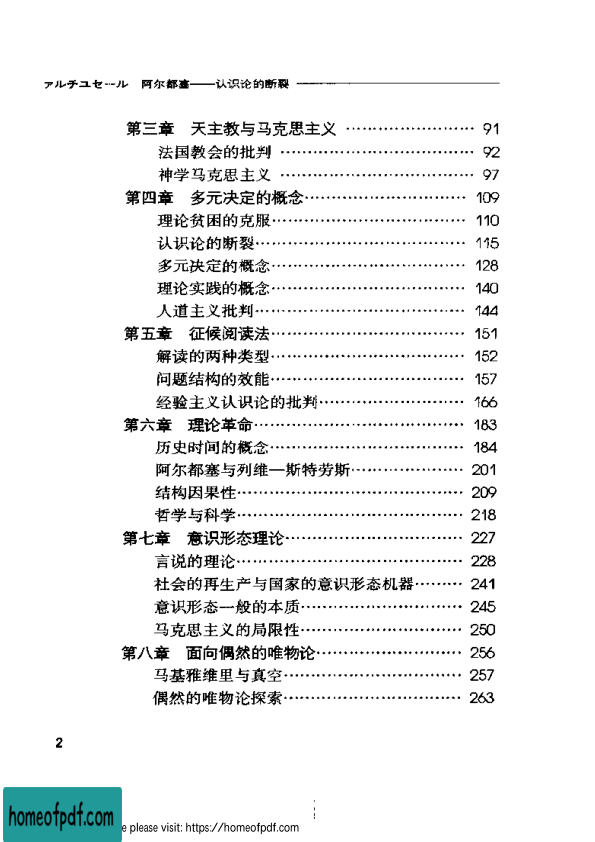 アルチユセール 阿尔都塞——认识论的断裂
第三章 天主教与马克思主义 …………………… 91
法国教会的批判 ……………………………… 92
神学马克思主义 ……………………………… 97
第四章 多元决定的概念………………………… 109
理论贫困的克服……………………………… 110
认识论的断裂………………………………… 115
多元决定的概念……………………………… 128
理论实践的概念……………………………… 140
人道主义批判………………………………… 144
第五章 征候阅读法……………………………… 151
解读的两种类型……………………………… 152
问题结构的效能……………………………… 157
经验主义认识论的批判……………………… 166
第六章 理论革命………………………………… 183
历史时间的概念……………………………… 184
阿尔都塞与列维—斯特劳斯………………… 201
结构因果性…………………………………… 209
哲学与科学…………………………………… 218
第七章 意识形态理论…………………………… 227
言说的理论…………………………………… 228
社会的再生产与国家的意识形态机器……… 241
意识形态一般的本质………………………… 245
马克思主义的局限性………………………… 250
第八章 面向偶然的唯物论……………………… 256
马基雅维里与真空…………………………… 257
偶然的唯物论探索…………………………… 263
2
homeofpdf.com
e please visit: https://homeofpdf.com